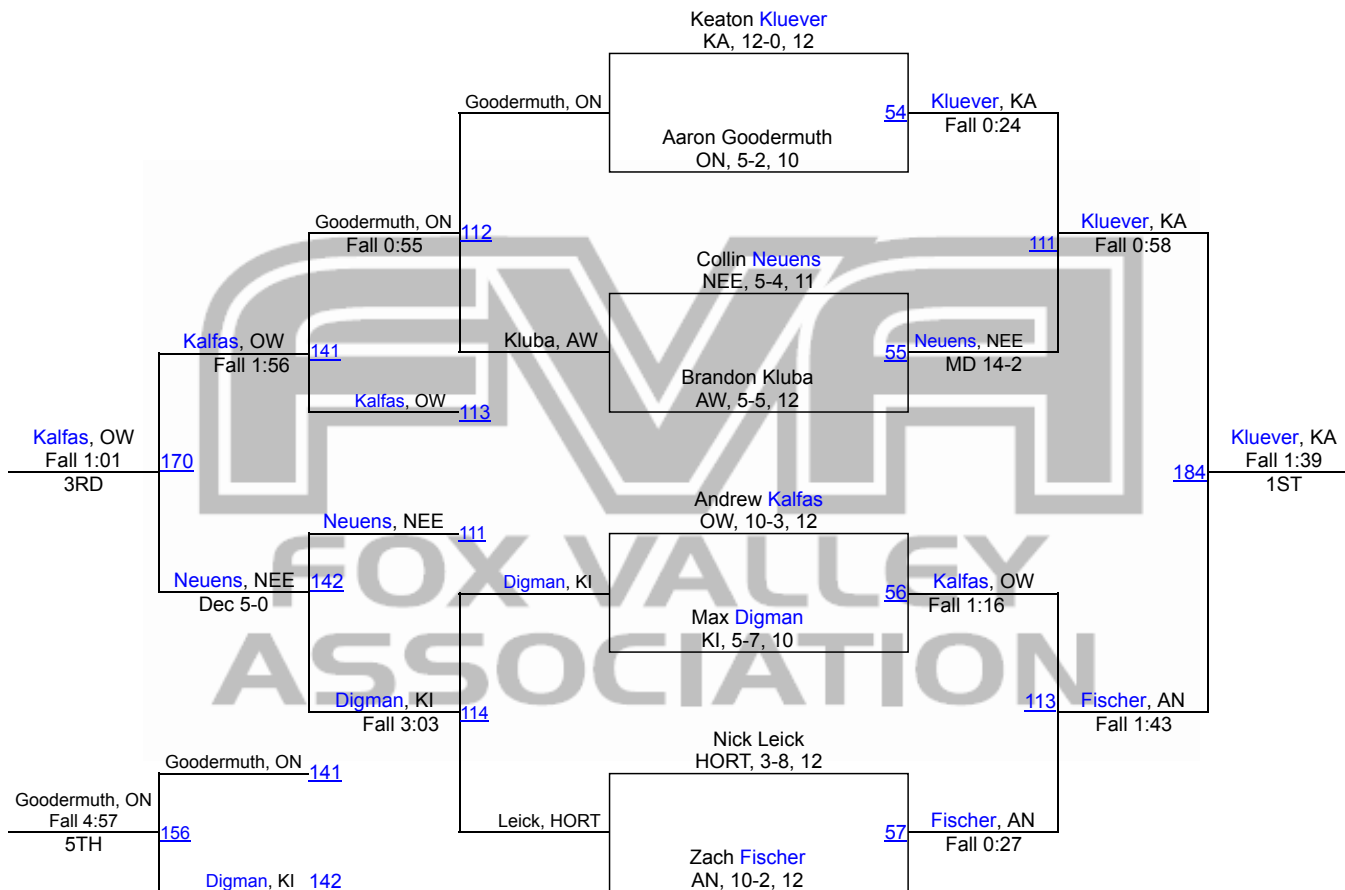 Keaton Kluever
KA, 12-0, 12
Goodermuth, ON
54
Kluever, KA
Fall 0:24
Aaron Goodermuth
ON, 5-2, 10
Goodermuth, ON
Fall 0:55
112
111
Kluever, KA
Fall 0:58
Collin Neuens
NEE, 5-4, 11
Kalfas, OW
Fall 1:56
141
Kluba, AW
55
Neuens, NEE
MD 14-2
Brandon Kluba
AW, 5-5, 12
Kalfas, OW
113
Kalfas, OW
Fall 1:01
3RD
170
184
Kluever, KA
Fall 1:39
1ST
FVA
FOX VALLEY
ASSOCIATION
Andrew Kalfas
OW, 10-3, 12
Neuens, NEE
111
Neuens, NEE
Dec 5-0
142
Digman, KI
56
Kalfas, OW
Fall 1:16
Max Digman
KI, 5-7, 10
Digman, KI
Fall 3:03
114
113
Fischer, AN
Fall 1:43
Nick Leick
HORT, 3-8, 12
Goodermuth, ON
141
Goodermuth, ON
Fall 4:57
5TH
156
Leick, HORT
57
Fischer, AN
Fall 0:27
Zach Fischer
AN, 10-2, 12
Digman, KI
142